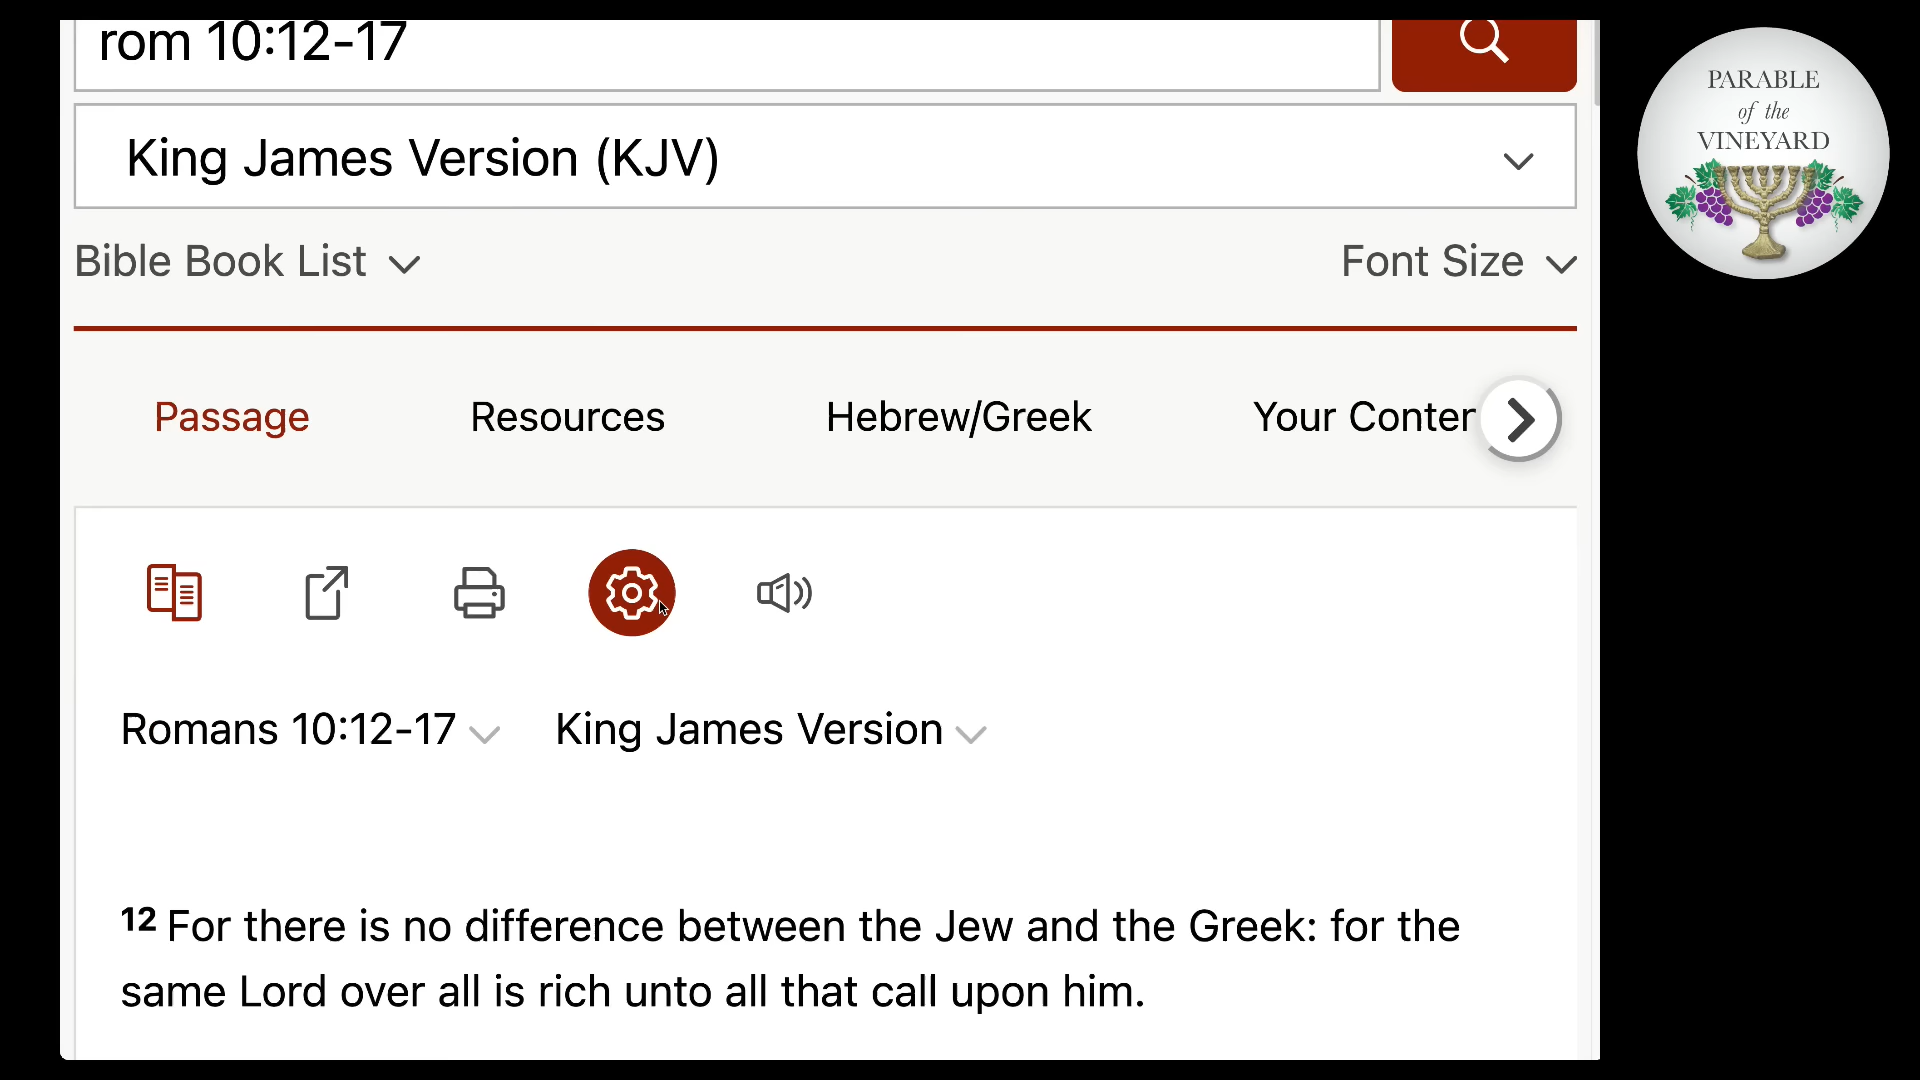 rom 10:12-17
King James Version (KJV)
Bible Book List
Font Size
Passage
Resources
Hebrew/Greek
Your Conter
Romans 10:12-17
King James Version
12 For there is no difference between the Jew and the Greek: for the
same Lord over all is rich unto all that call upon him.
PARABLE
of the
VINEYARD